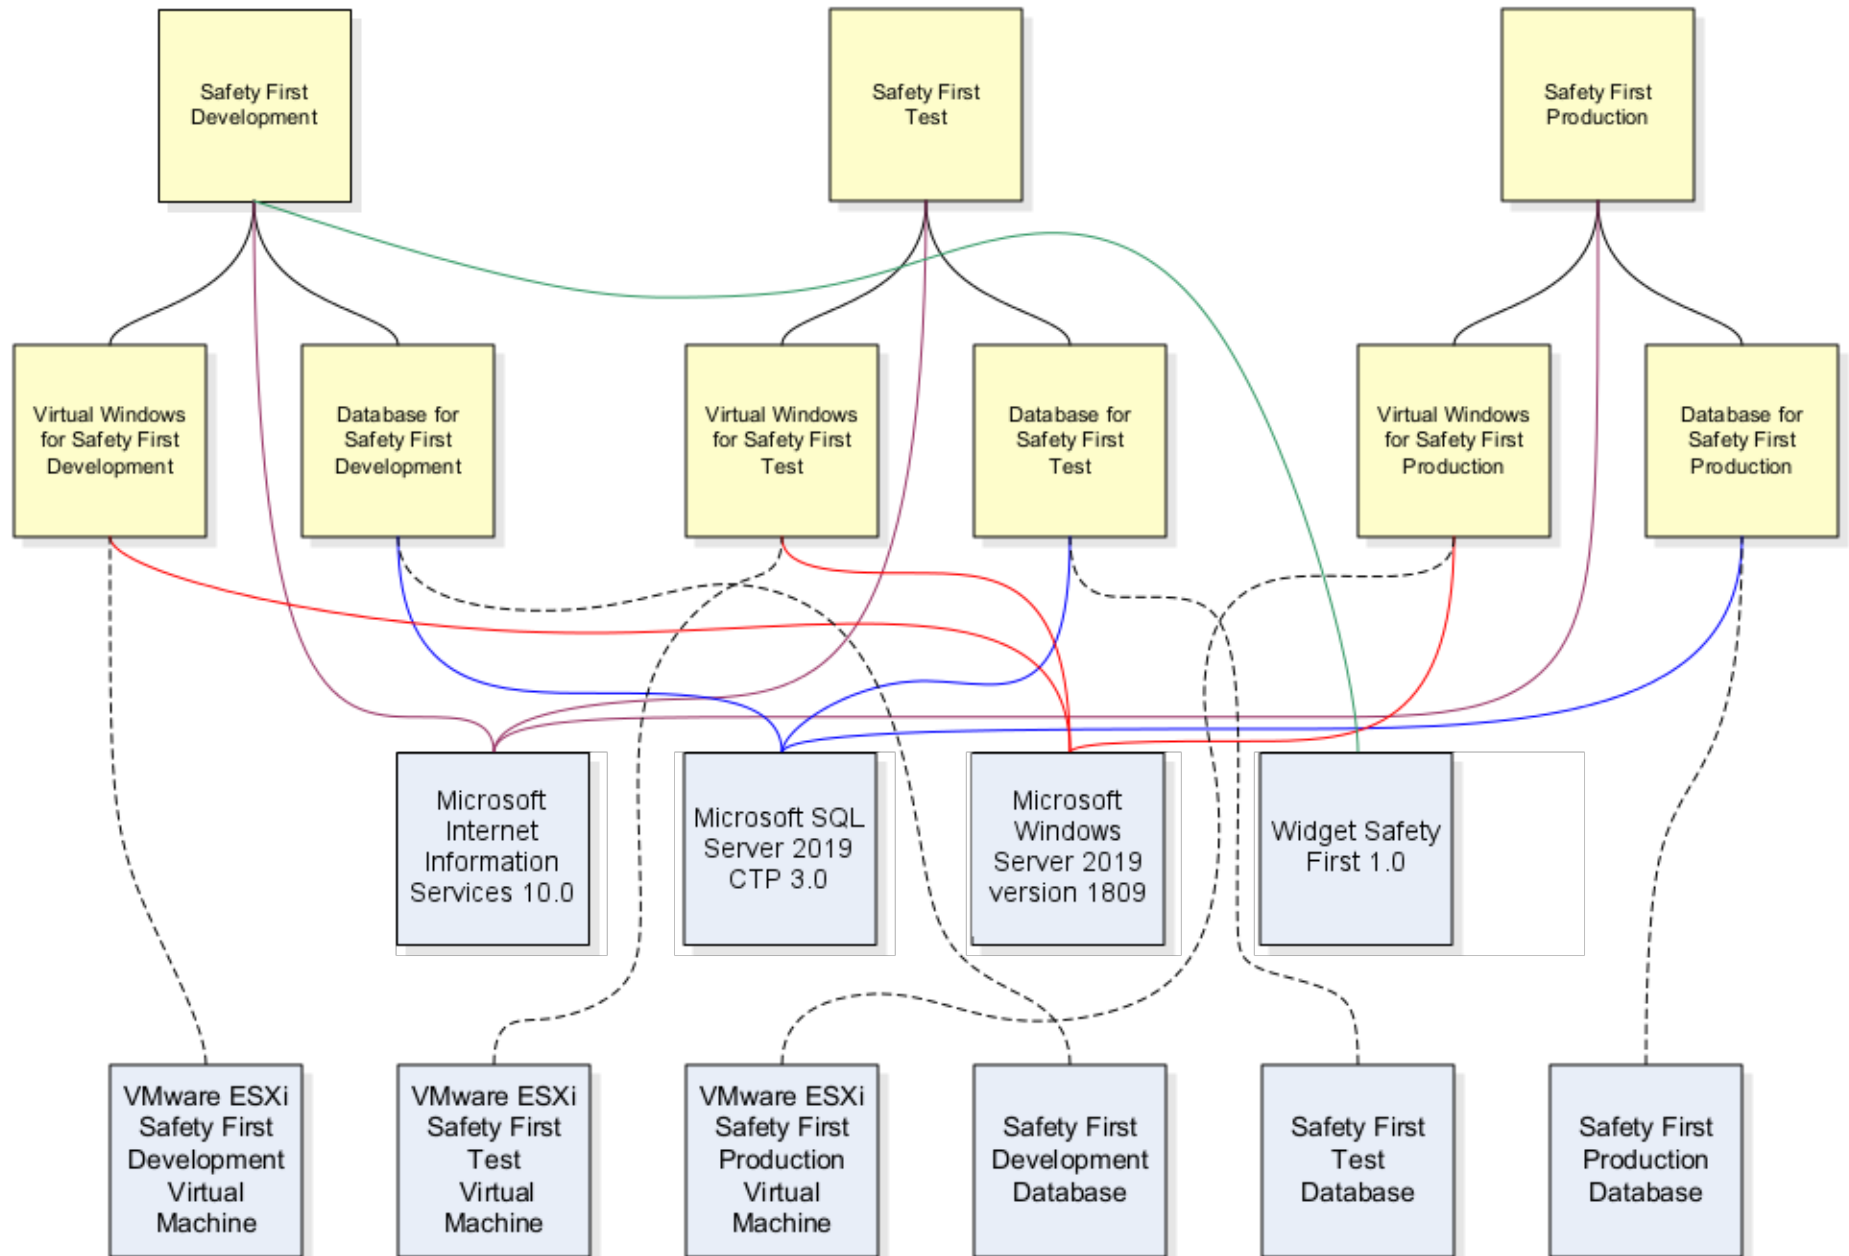 Safety First
Development
Safety First
Test
Safety First
Production
Virtual Windows
for Safety First
Development
Database for
Safety First
Development
Virtual Windows
for Safety First
Test
Database for
Safety First
Test
Virtual Windows
for Safety First
Production
Database for
Safety First
Production
Microsoft
Internet
Information
Services 10.0
Microsoft SQL
Server 2019
CTP 3.0
Microsoft
Windows
Server 2019
version 1809
Widget Safety
First 1.0
VMware ESXi
Safety First
Development
Virtual
Machine
VMware ESXi
Safety First
Test
Virtual
Machine
VMware ESXi
Safety First
Production
Virtual
Machine
Safety First
Development
Database
Safety First
Test
Database
Safety First
Production
Database